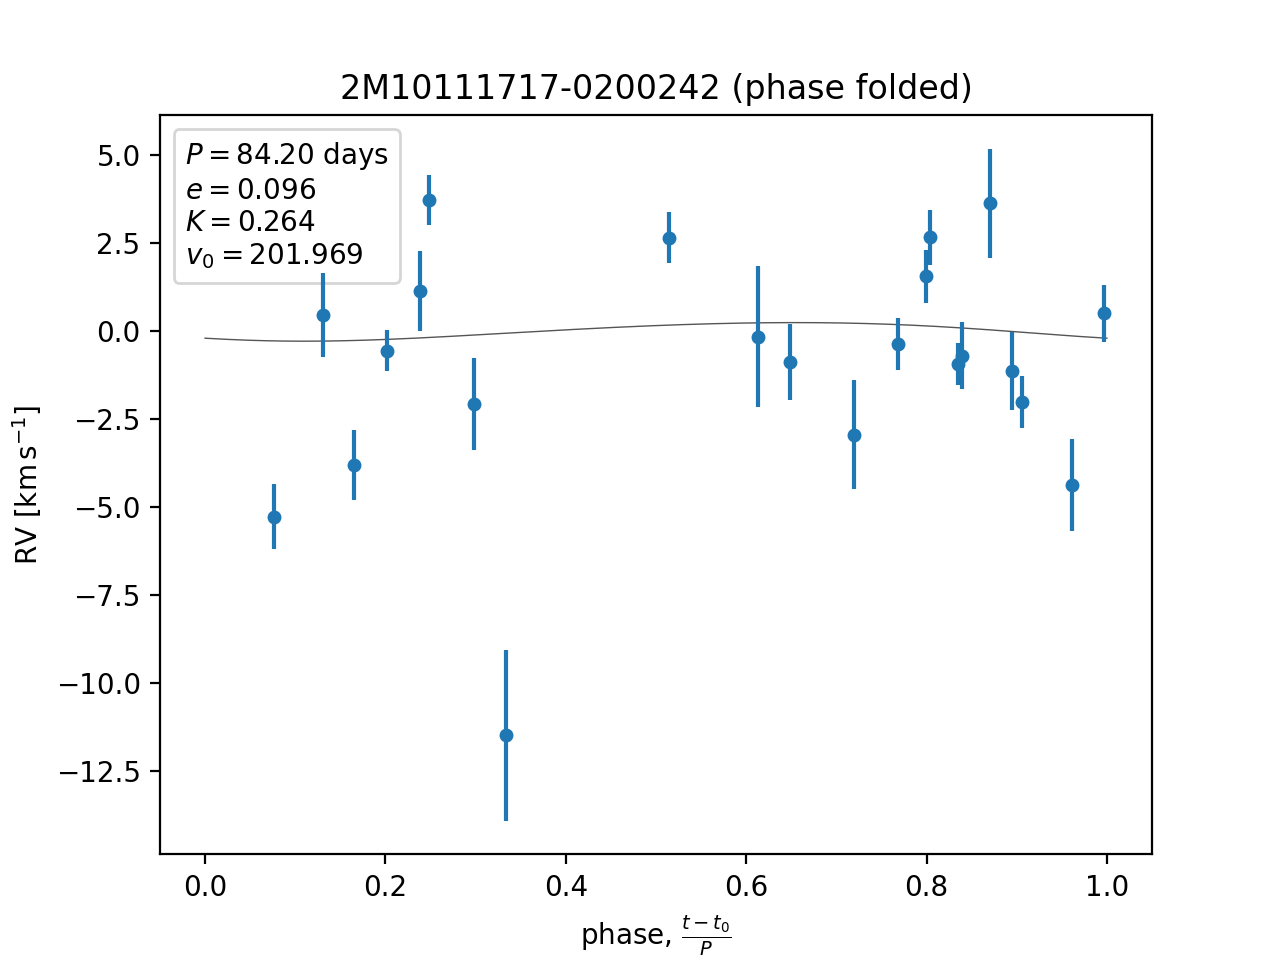 2M10111717-0200242 (phase folded)
P = 84.20 days
e = 0.096
K = 0.264
v₀ = 201.969
5.0
2.5
0.0
−2.5
−5.0
−7.5
−10.0
−12.5
RV [km s⁻¹]
0.0 0.2 0.4 0.6 0.8 1.0
phase, (t − t₀)/P